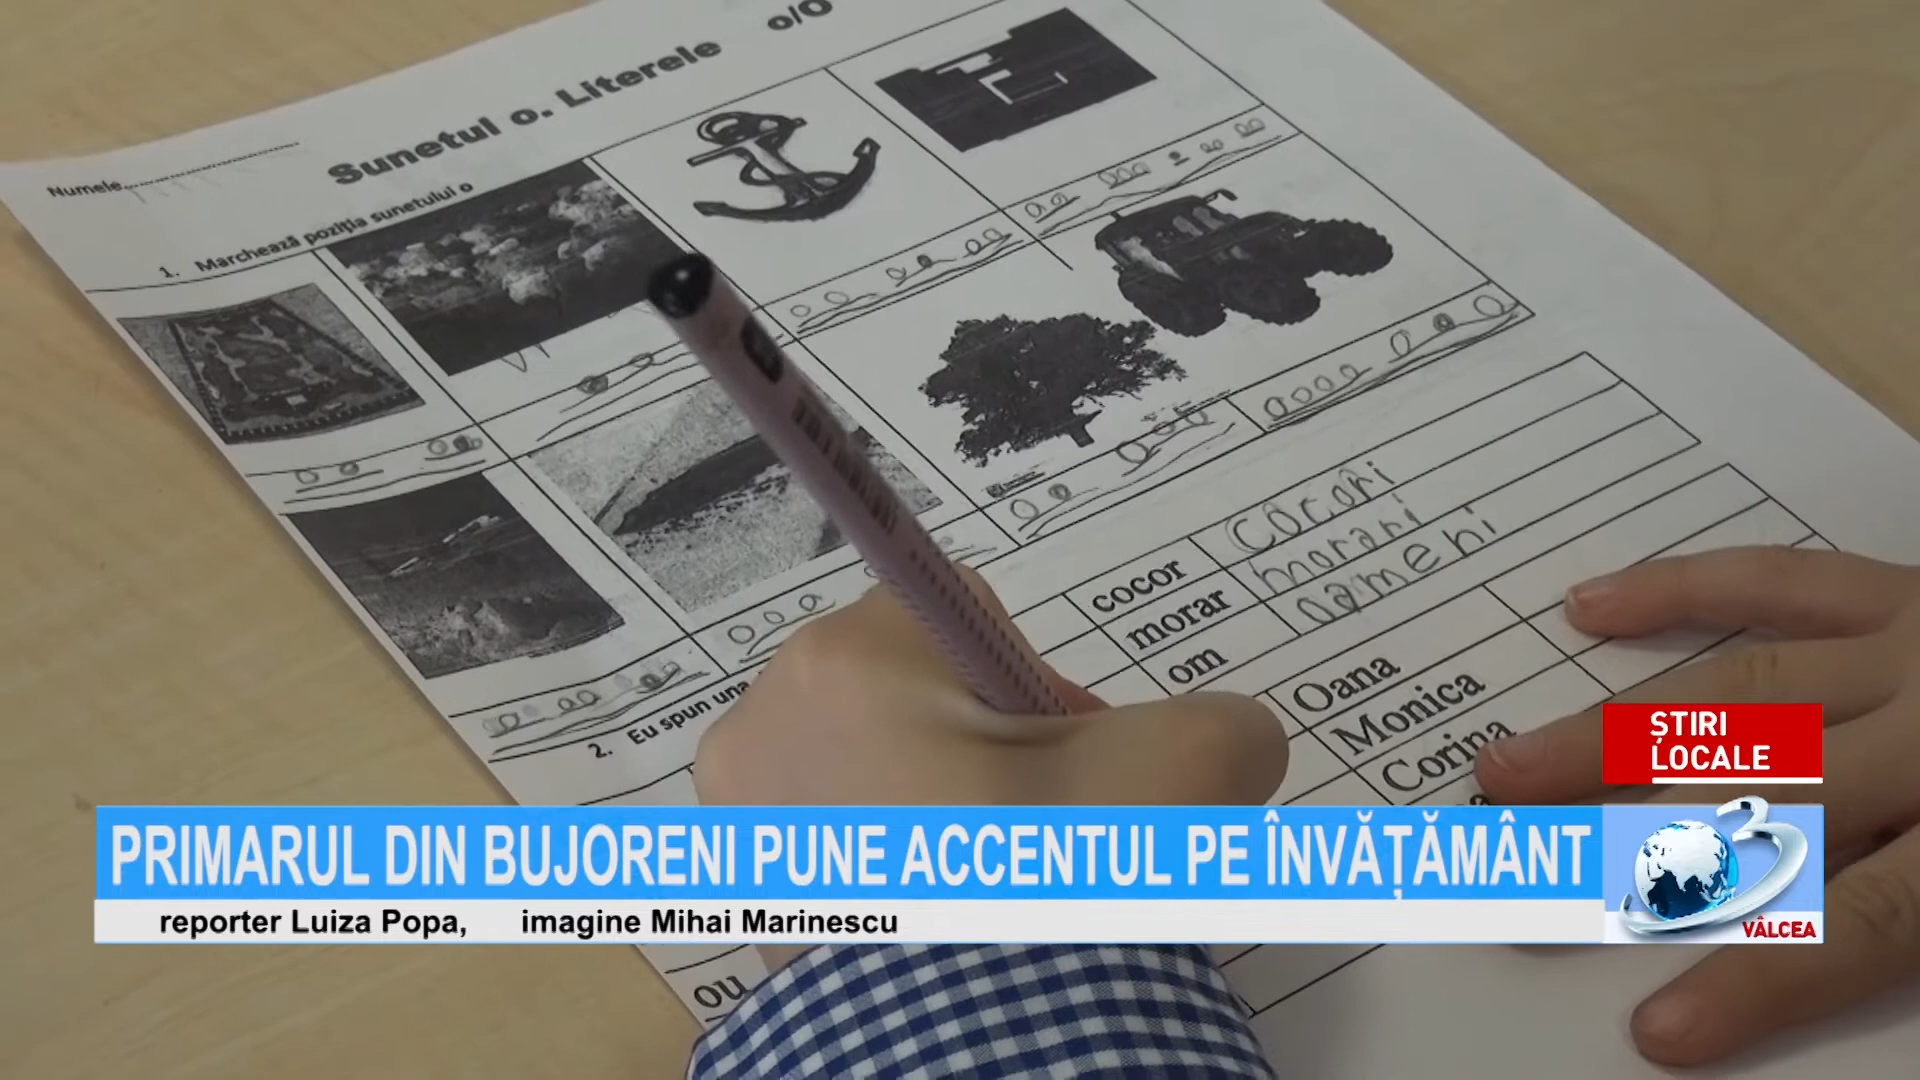 Numele
Sunetul o. Literele o/O
1. Marchează poziția sunetului o
cocor cocori
morar morari
om oameni
Oana
Monica
Corina
2. Eu spun una
ou
ȘTIRI
LOCALE
PRIMARUL DIN BUJORENI PUNE ACCENTUL PE ÎNVĂȚĂMÂNT
reporter Luiza Popa, imagine Mihai Marinescu
3
VÂLCEA